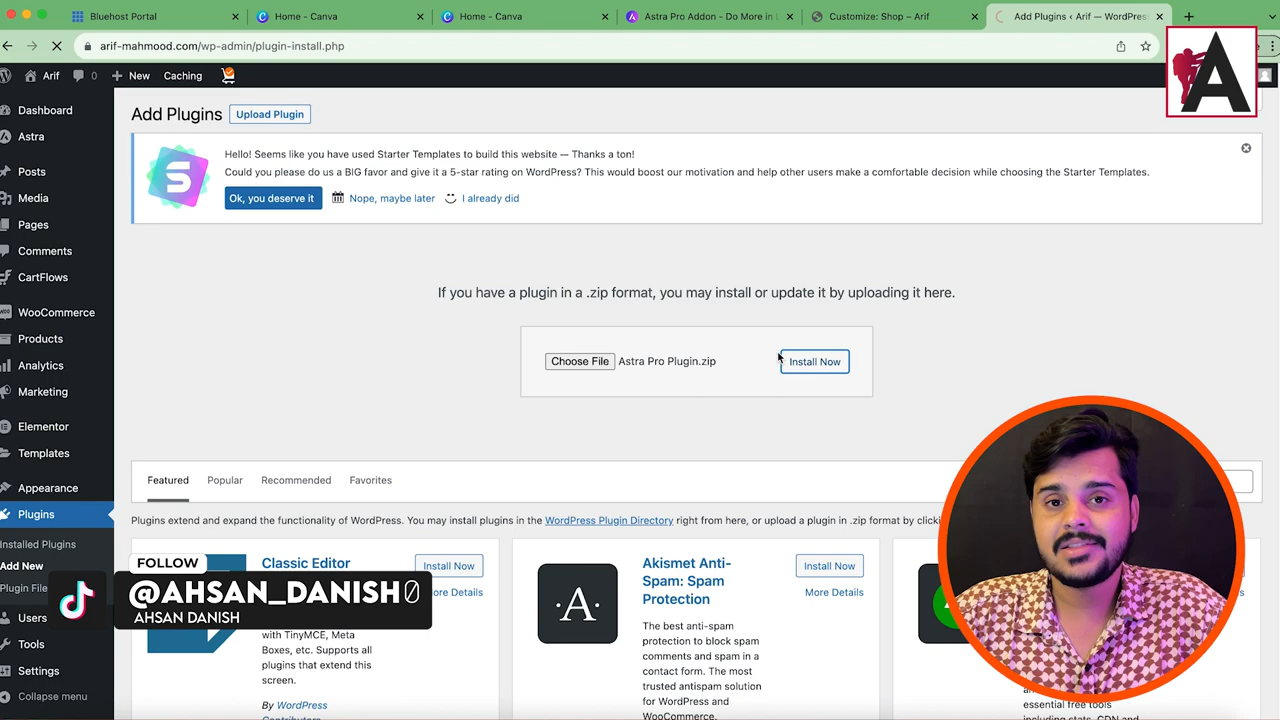 Bluehost Portal
Home - Canva
Home - Canva
Astra Pro Addon - Do More in L
Customize: Shop – Arif
Add Plugins ‹ Arif — WordPress
arif-mahmood.com/wp-admin/plugin-install.php
Arif
0
New
Caching
A
Dashboard
Astra
Posts
Media
Pages
Comments
CartFlows
WooCommerce
Products
Analytics
Marketing
Elementor
Templates
Appearance
Plugins
Installed Plugins
Add New
Plugin File
Users
Tools
Settings
Collapse menu
Add Plugins
Upload Plugin
S
Hello! Seems like you have used Starter Templates to build this website — Thanks a ton!
Could you please do us a BIG favor and give it a 5-star rating on WordPress? This would boost our motivation and help other users make a comfortable decision while choosing the Starter Templates.
Ok, you deserve it
Nope, maybe later
I already did
If you have a plugin in a .zip format, you may install or update it by uploading it here.
Choose File
Astra Pro Plugin.zip
Install Now
Featured
Popular
Recommended
Favorites
Plugins extend and expand the functionality of WordPress. You may install plugins in the WordPress Plugin Directory right from here, or upload a plugin in .zip format by
Classic Editor
Install Now
More Details
with TinyMCE, Meta
Boxes, etc. Supports all
plugins that extend this
screen.
By WordPress
A
Akismet Anti-
Spam: Spam
Protection
Install Now
More Details
The best anti-spam
protection to block spam
comments and spam in a
contact form. The most
trusted antispam solution
for WordPress and
WooCommerce.
essential free tools
FOLLOW
@AHSAN_DANISH0
AHSAN DANISH